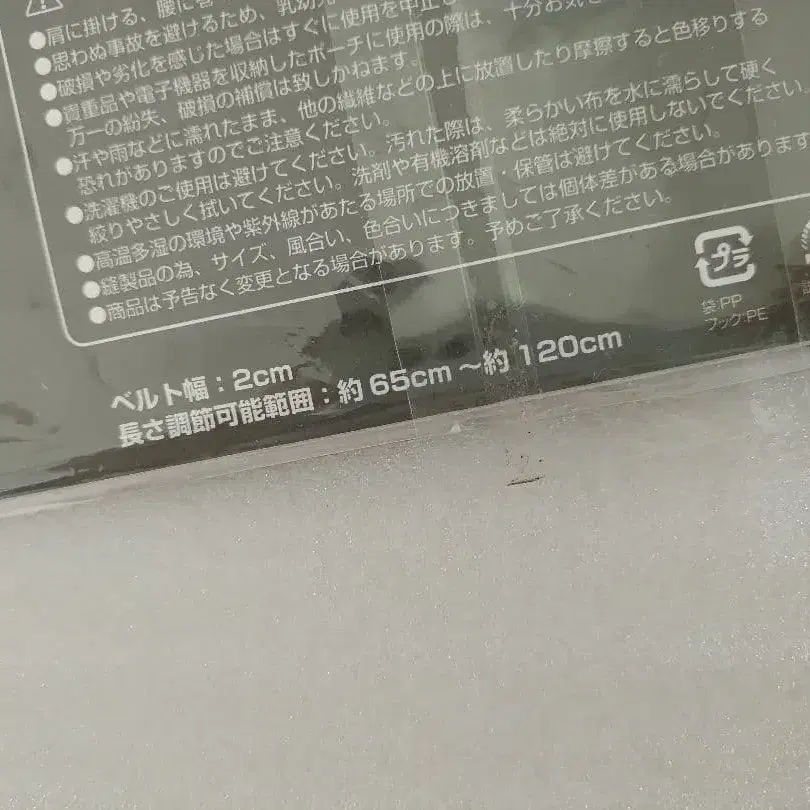 ●肩に掛ける、腰に
●思わぬ事故を避けるため、乳幼
●破損や劣化を感じた場合はすぐに使用を中止し
●貴重品や電子機器を収納したポーチに使用の際は、十分お気を
万一の紛失、破損の補償は致しかねます。
●汗や雨などに濡れたまま、他の繊維などの上に放置したり摩擦すると色移りする
恐れがありますのでご注意ください。
●洗濯機のご使用は避けてください。汚れた際は、柔らかい布を水に濡らして硬く
絞りやさしく拭いてください。洗剤や有機溶剤などは絶対に使用しないでください。
●高温多湿の環境や紫外線があたる場所での放置・保管は避けてください。
●縫製品の為、サイズ、風合い、色合いにつきましては個体差がある場合があります
●商品は予告なく変更となる場合があります。予めご了承ください。
プラ
袋:PP
フック:PE
ベルト幅：2cm
長さ調節可能範囲：約65cm～約120cm